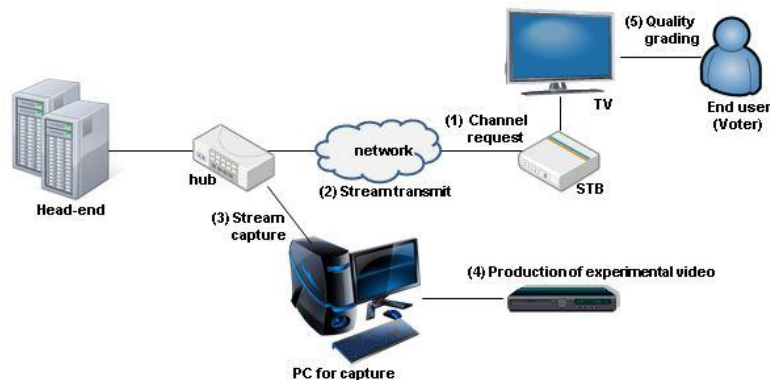 (5) Quality
grading
TV
End user
(Voter)
(1) Channel
request
network
hub
(2) Stream transmit
STB
Head-end
(3) Stream
capture
(4) Production of experimental video
PC for capture